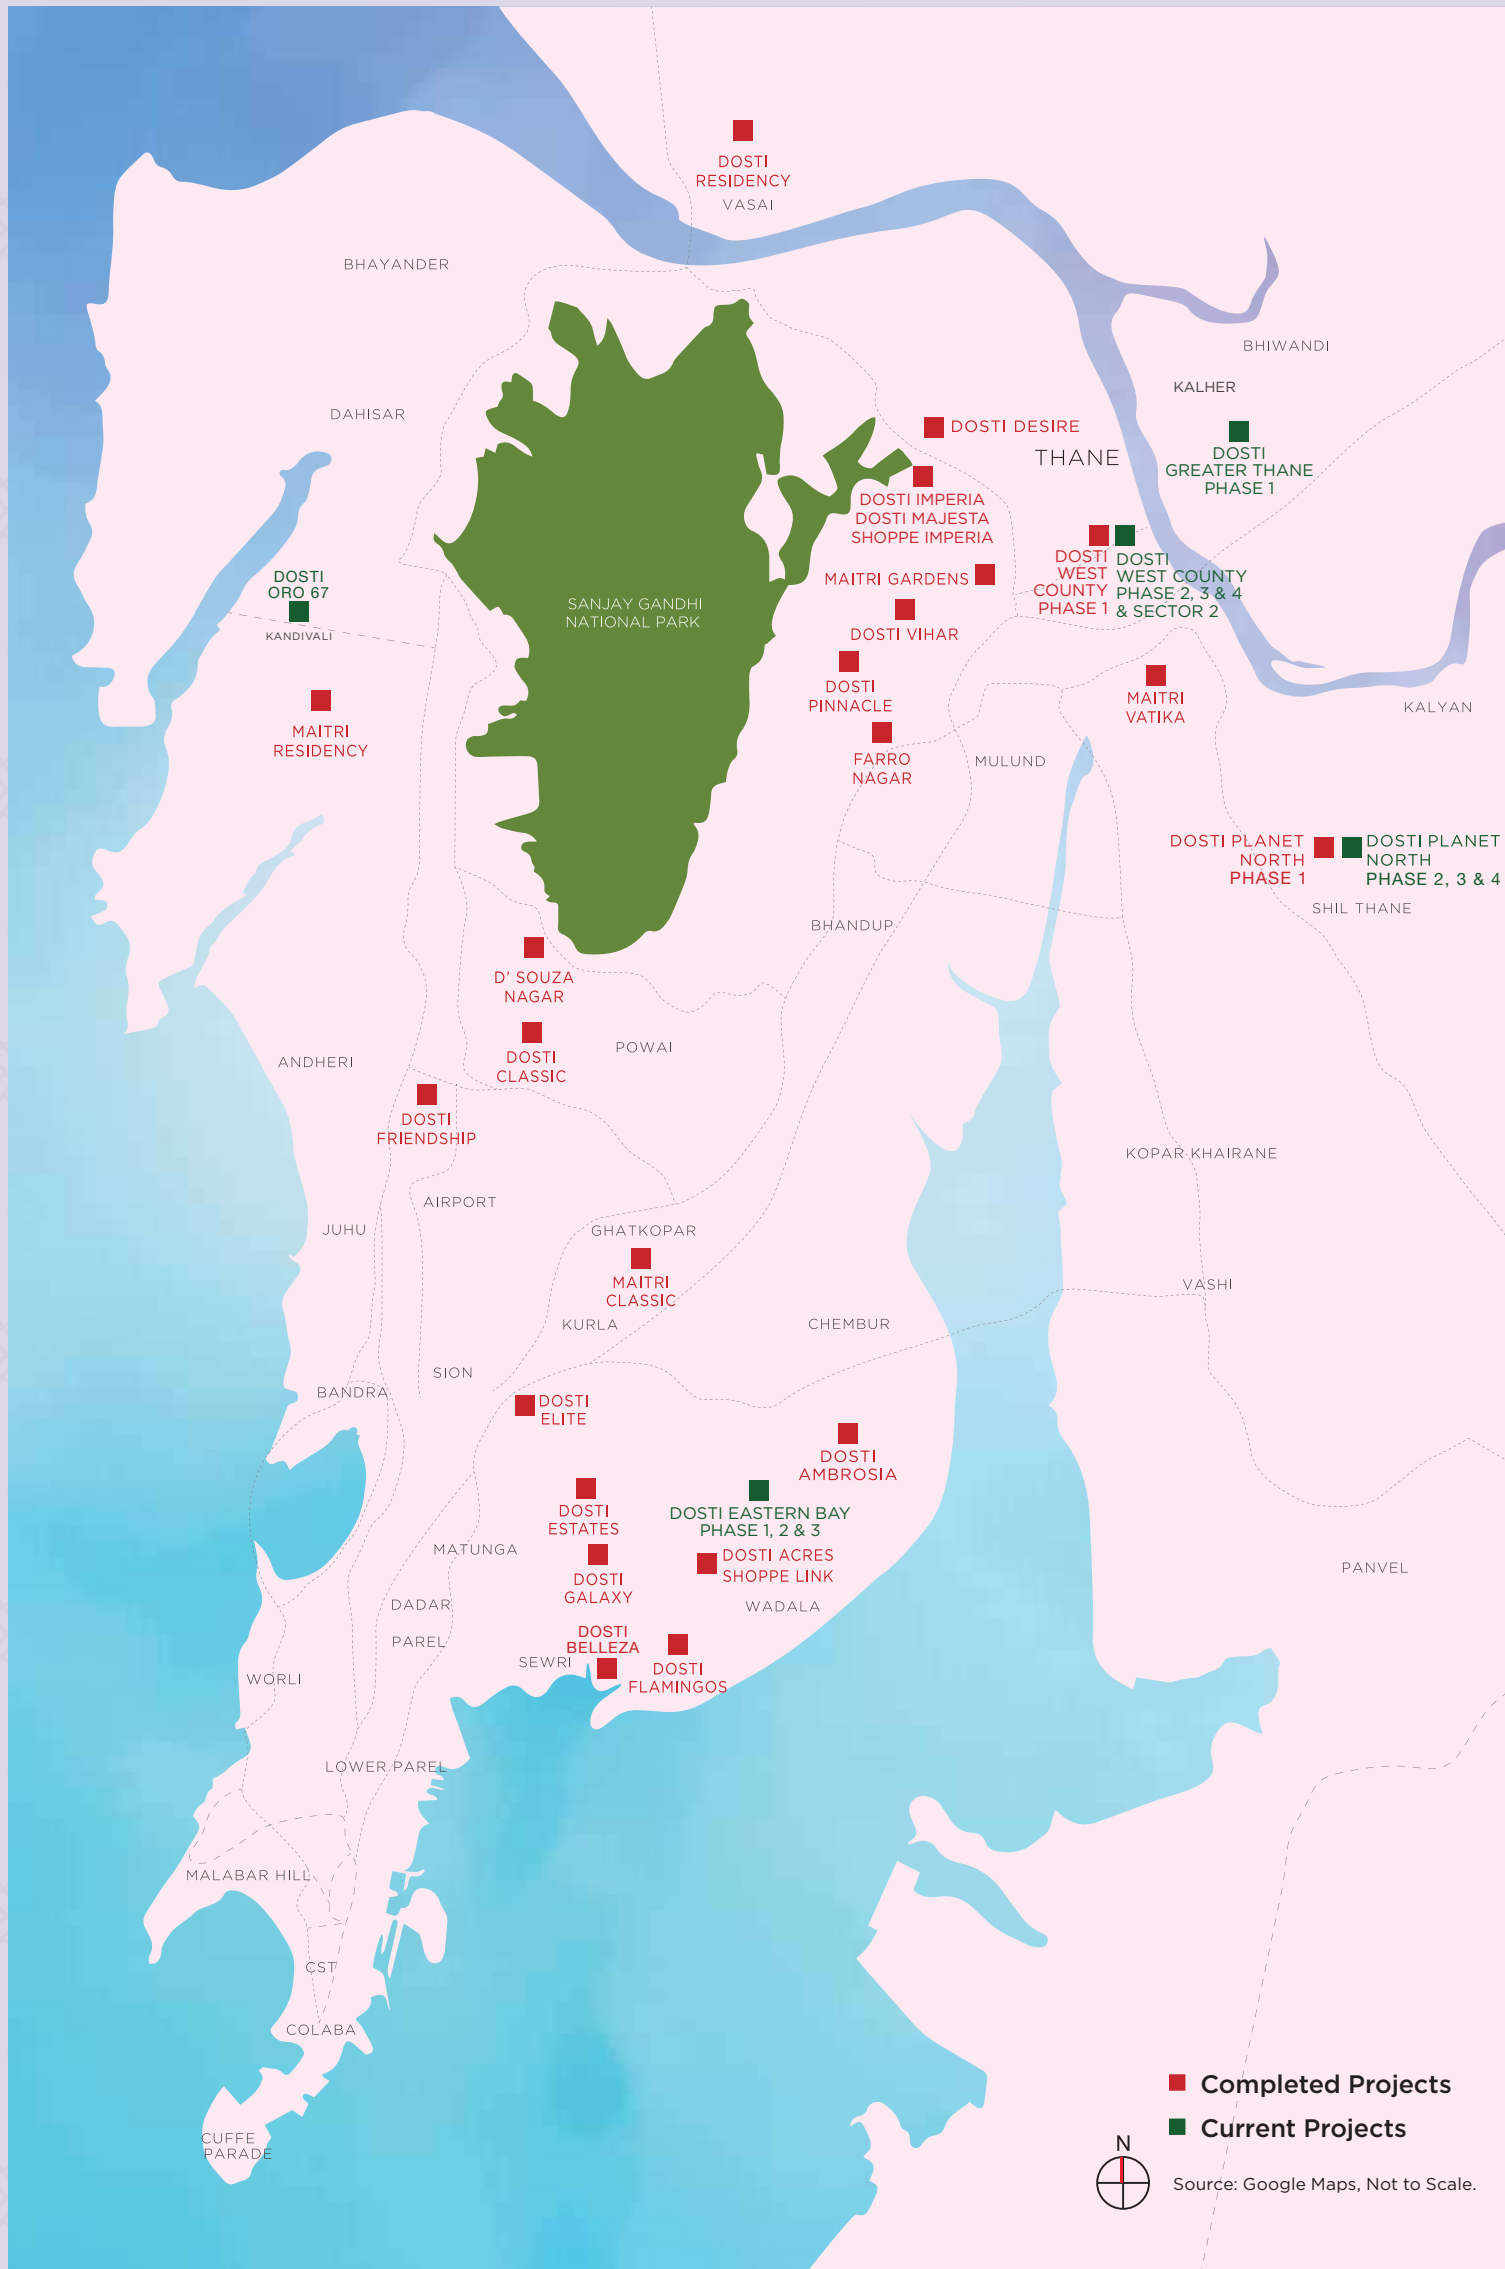 DOSTI
RESIDENCY
VASAI
BHAYANDER
BHIWANDI
KALHER
DAHISAR
DOSTI DESIRE
THANE
DOSTI
GREATER THANE
PHASE 1
DOSTI IMPERIA
DOSTI MAJESTA
SHOPPE IMPERIA
DOSTI
WEST
COUNTY
PHASE 1
DOSTI
WEST COUNTY
PHASE 2, 3 & 4
& SECTOR 2
MAITRI GARDENS
DOSTI
ORO 67
KANDIVALI
SANJAY GANDHI
NATIONAL PARK
DOSTI VIHAR
DOSTI
PINNACLE
MAITRI
VATIKA
KALYAN
MAITRI
RESIDENCY
FARRO
NAGAR
MULUND
DOSTI PLANET
NORTH
PHASE 1
DOSTI PLANET
NORTH
PHASE 2, 3 & 4
SHIL THANE
BHANDUP
D' SOUZA
NAGAR
DOSTI
CLASSIC
POWAI
ANDHERI
DOSTI
FRIENDSHIP
KOPAR KHAIRANE
AIRPORT
JUHU
GHATKOPAR
MAITRI
CLASSIC
VASHI
KURLA
CHEMBUR
SION
BANDRA
DOSTI
ELITE
DOSTI
AMBROSIA
DOSTI
ESTATES
DOSTI EASTERN BAY
PHASE 1, 2 & 3
MATUNGA
DOSTI
GALAXY
DOSTI ACRES
SHOPPE LINK
PANVEL
DADAR
WADALA
PAREL
DOSTI
BELLEZA
SEWRI
DOSTI
FLAMINGOS
WORLI
LOWER PAREL
MALABAR HILL
CST
COLABA
CUFFE
PARADE
Completed Projects
Current Projects
N
Source: Google Maps, Not to Scale.